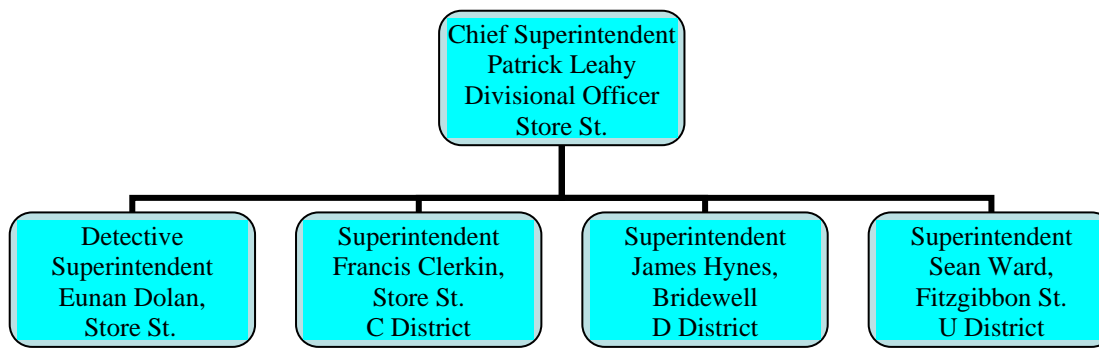 Chief Superintendent
Patrick Leahy
Divisional Officer
Store St.
Detective
Superintendent
Eunan Dolan,
Store St.
Superintendent
Francis Clerkin,
Store St.
C District
Superintendent
James Hynes,
Bridewell
D District
Superintendent
Sean Ward,
Fitzgibbon St.
U District